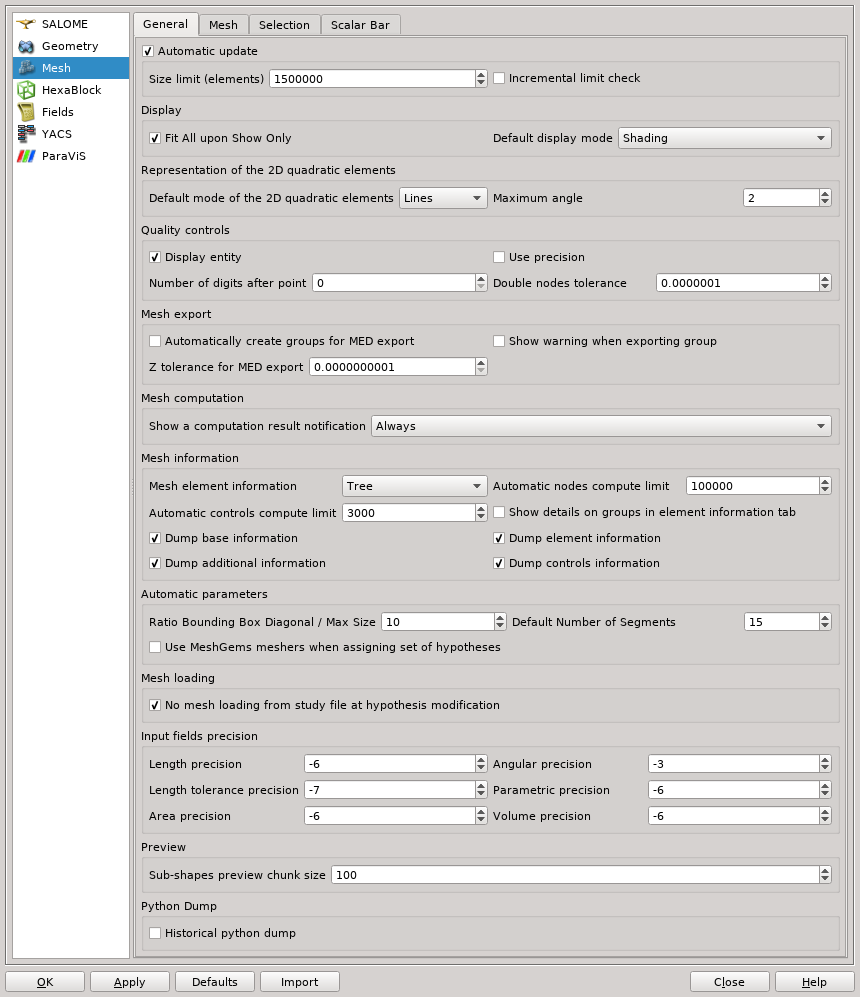 SALOME
Geometry
Mesh
HexaBlock
Fields
YACS
ParaViS
General Mesh Selection Scalar Bar
Automatic update
Size limit (elements) 1500000 Incremental limit check
Display
Fit All upon Show Only Default display mode Shading
Representation of the 2D quadratic elements
Default mode of the 2D quadratic elements Lines Maximum angle 2
Quality controls
Display entity Use precision
Number of digits after point 0 Double nodes tolerance 0.0000001
Mesh export
Automatically create groups for MED export Show warning when exporting group
Z tolerance for MED export 0.0000000001
Mesh computation
Show a computation result notification Always
Mesh information
Mesh element information Tree Automatic nodes compute limit 100000
Automatic controls compute limit 3000 Show details on groups in element information tab
Dump base information Dump element information
Dump additional information Dump controls information
Automatic parameters
Ratio Bounding Box Diagonal / Max Size 10 Default Number of Segments 15
Use MeshGems meshers when assigning set of hypotheses
Mesh loading
No mesh loading from study file at hypothesis modification
Input fields precision
Length precision -6 Angular precision -3
Length tolerance precision -7 Parametric precision -6
Area precision -6 Volume precision -6
Preview
Sub-shapes preview chunk size 100
Python Dump
Historical python dump
OK Apply Defaults Import Close Help